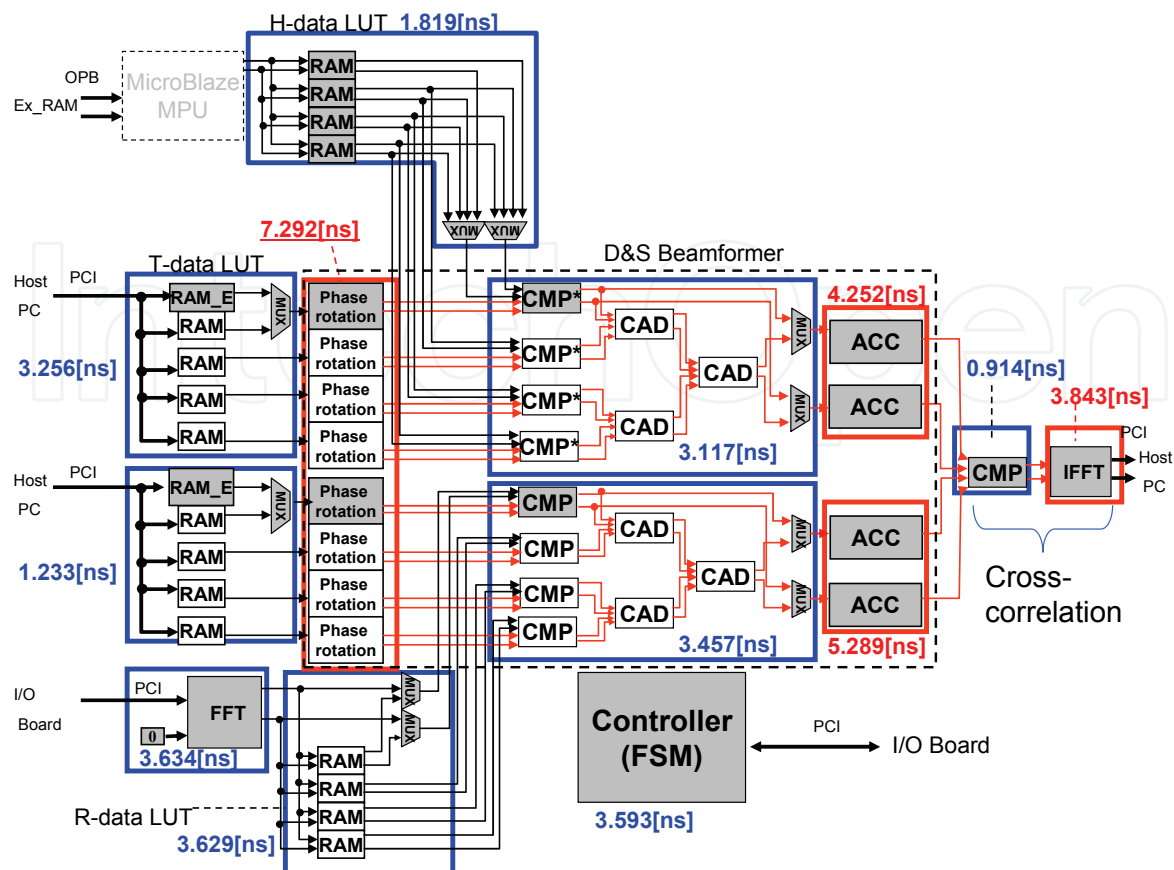 H-data LUT 1.819[ns]
OPB
Ex_RAM
MicroBlaze
MPU
RAM
RAM
RAM
RAM
MUX
MUX
7.292[ns]
D&S Beamformer
T-data LUT
Host
PCI
PC
RAM_E
RAM
RAM
RAM
RAM
MUX
3.256[ns]
Phase
rotation
Phase
rotation
Phase
rotation
Phase
rotation
CMP*
CMP*
CMP*
CMP*
CAD
CAD
CAD
MUX
MUX
3.117[ns]
4.252[ns]
ACC
ACC
0.914[ns]
3.843[ns]
CMP
IFFT
PCI
Host
PC
Cross-
correlation
Host
PCI
PC
RAM_E
RAM
RAM
RAM
RAM
MUX
1.233[ns]
Phase
rotation
Phase
rotation
Phase
rotation
Phase
rotation
CMP
CMP
CMP
CMP
CAD
CAD
CAD
MUX
MUX
3.457[ns]
ACC
ACC
5.289[ns]
I/O
PCI
Board
0
FFT
3.634[ns]
MUX
MUX
RAM
RAM
RAM
RAM
R-data LUT
3.629[ns]
Controller
(FSM)
3.593[ns]
PCI
I/O Board
IntechOpen